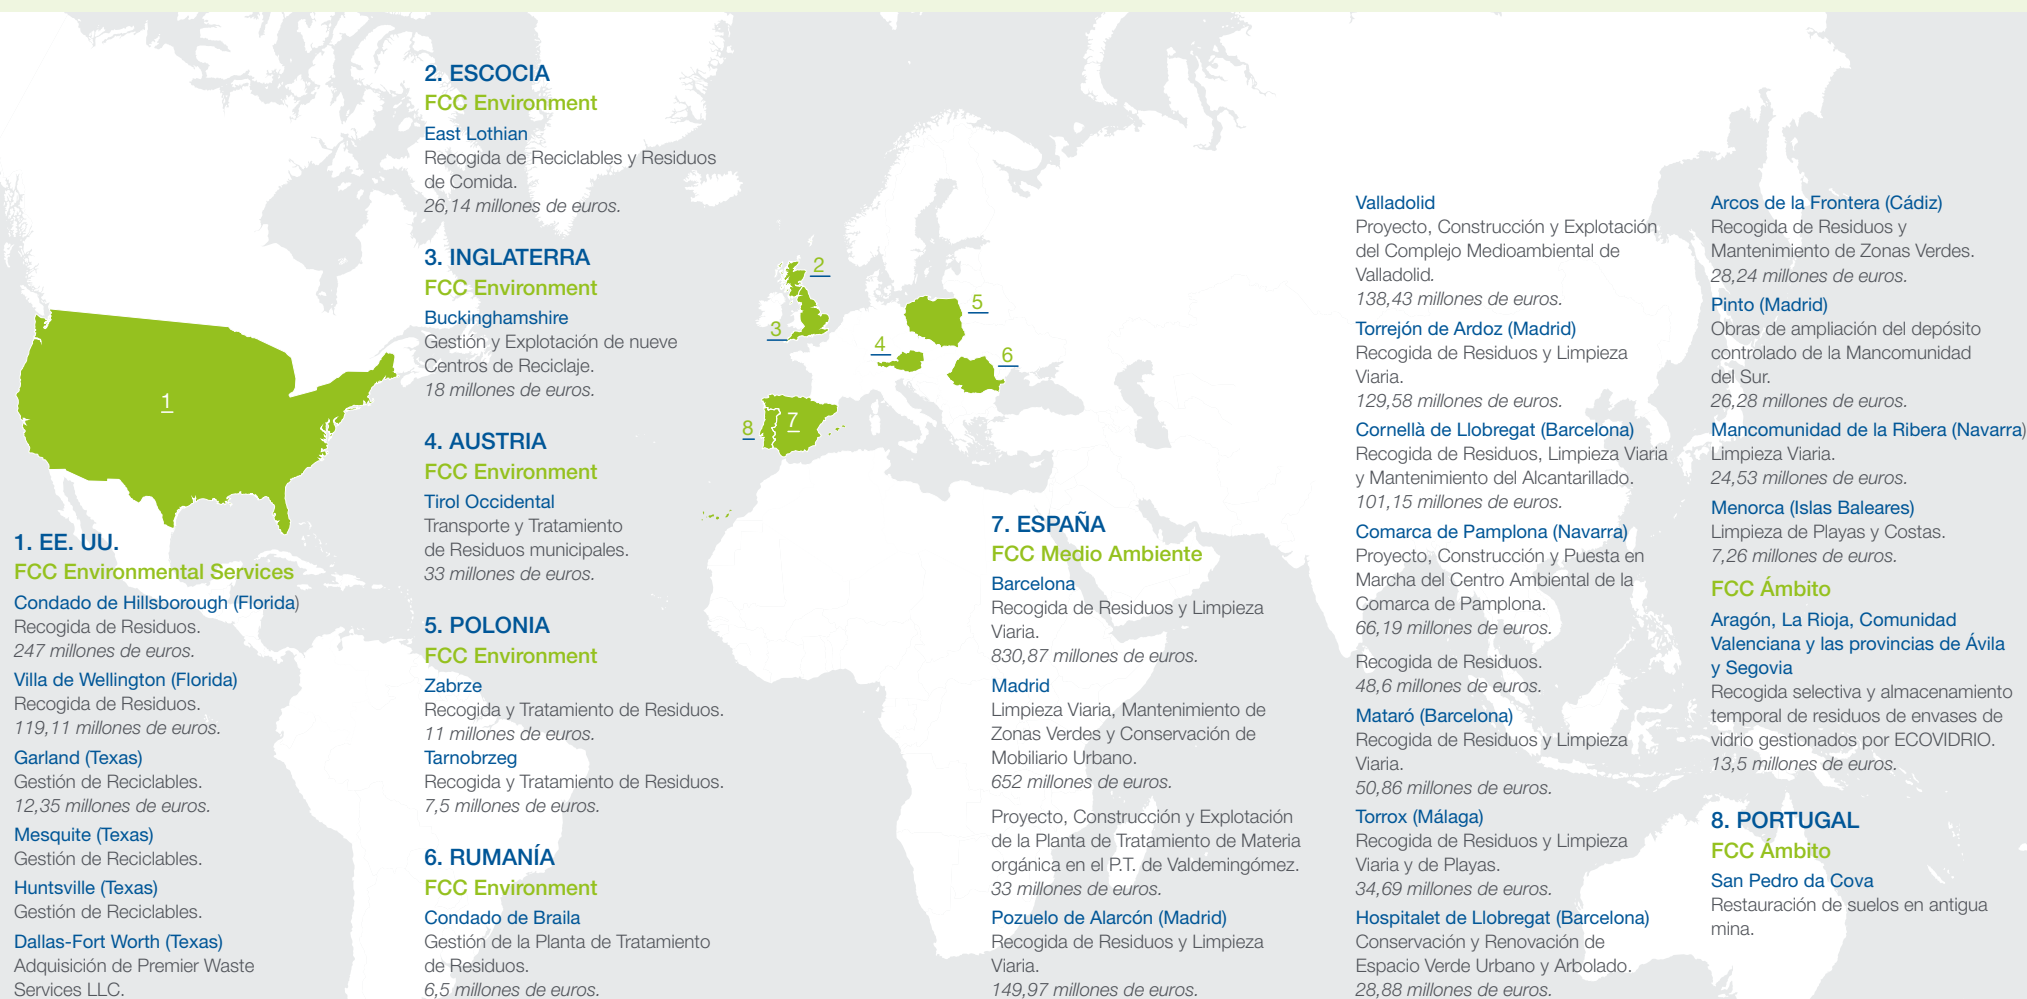 1
2
3
4
5
6
7
8
1. EE. UU.
FCC Environmental Services
Condado de Hillsborough (Florida)
Recogida de Residuos.
247 millones de euros.
Villa de Wellington (Florida)
Recogida de Residuos.
119,11 millones de euros.
Garland (Texas)
Gestión de Reciclables.
12,35 millones de euros.
Mesquite (Texas)
Gestión de Reciclables.
Huntsville (Texas)
Gestión de Reciclables.
Dallas-Fort Worth (Texas)
Adquisición de Premier Waste
Services LLC.
2. ESCOCIA
FCC Environment
East Lothian
Recogida de Reciclables y Residuos
de Comida.
26,14 millones de euros.
3. INGLATERRA
FCC Environment
Buckinghamshire
Gestión y Explotación de nueve
Centros de Reciclaje.
18 millones de euros.
4. AUSTRIA
FCC Environment
Tirol Occidental
Transporte y Tratamiento
de Residuos municipales.
33 millones de euros.
5. POLONIA
FCC Environment
Zabrze
Recogida y Tratamiento de Residuos.
11 millones de euros.
Tarnobrzeg
Recogida y Tratamiento de Residuos.
7,5 millones de euros.
6. RUMANÍA
FCC Environment
Condado de Braila
Gestión de la Planta de Tratamiento
de Residuos.
6,5 millones de euros.
7. ESPAÑA
FCC Medio Ambiente
Barcelona
Recogida de Residuos y Limpieza
Viaria.
830,87 millones de euros.
Madrid
Limpieza Viaria, Mantenimiento de
Zonas Verdes y Conservación de
Mobiliario Urbano.
652 millones de euros.
Proyecto, Construcción y Explotación
de la Planta de Tratamiento de Materia
orgánica en el P.T. de Valdemingómez.
33 millones de euros.
Pozuelo de Alarcón (Madrid)
Recogida de Residuos y Limpieza
Viaria.
149,97 millones de euros.
Valladolid
Proyecto, Construcción y Explotación
del Complejo Medioambiental de
Valladolid.
138,43 millones de euros.
Torrejón de Ardoz (Madrid)
Recogida de Residuos y Limpieza
Viaria.
129,58 millones de euros.
Cornellà de Llobregat (Barcelona)
Recogida de Residuos, Limpieza Viaria
y Mantenimiento del Alcantarillado.
101,15 millones de euros.
Comarca de Pamplona (Navarra)
Proyecto, Construcción y Puesta en
Marcha del Centro Ambiental de la
Comarca de Pamplona.
66,19 millones de euros.
Recogida de Residuos.
48,6 millones de euros.
Mataró (Barcelona)
Recogida de Residuos y Limpieza
Viaria.
50,86 millones de euros.
Torrox (Málaga)
Recogida de Residuos y Limpieza
Viaria y de Playas.
34,69 millones de euros.
Hospitalet de Llobregat (Barcelona)
Conservación y Renovación de
Espacio Verde Urbano y Arbolado.
28,88 millones de euros.
Arcos de la Frontera (Cádiz)
Recogida de Residuos y
Mantenimiento de Zonas Verdes.
28,24 millones de euros.
Pinto (Madrid)
Obras de ampliación del depósito
controlado de la Mancomunidad
del Sur.
26,28 millones de euros.
Mancomunidad de la Ribera (Navarra)
Limpieza Viaria.
24,53 millones de euros.
Menorca (Islas Baleares)
Limpieza de Playas y Costas.
7,26 millones de euros.
FCC Ámbito
Aragón, La Rioja, Comunidad
Valenciana y las provincias de Ávila
y Segovia
Recogida selectiva y almacenamiento
temporal de residuos de envases de
vidrio gestionados por ECOVIDRIO.
13,5 millones de euros.
8. PORTUGAL
FCC Ámbito
San Pedro da Cova
Restauración de suelos en antigua
mina.